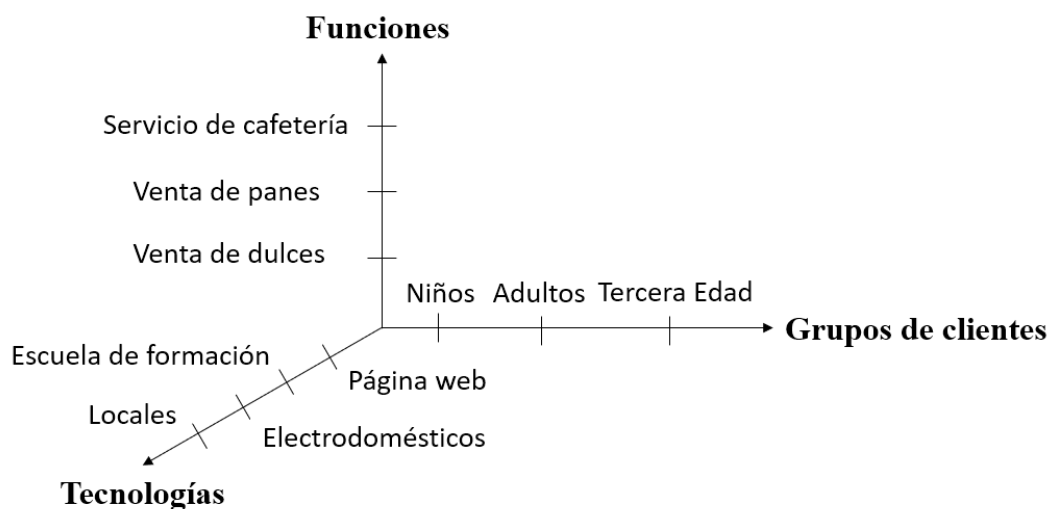 Funciones
Servicio de cafetería
Venta de panes
Venta de dulces
Niños Adultos Tercera Edad
Grupos de clientes
Escuela de formación
Página web
Locales
Electrodomésticos
Tecnologías